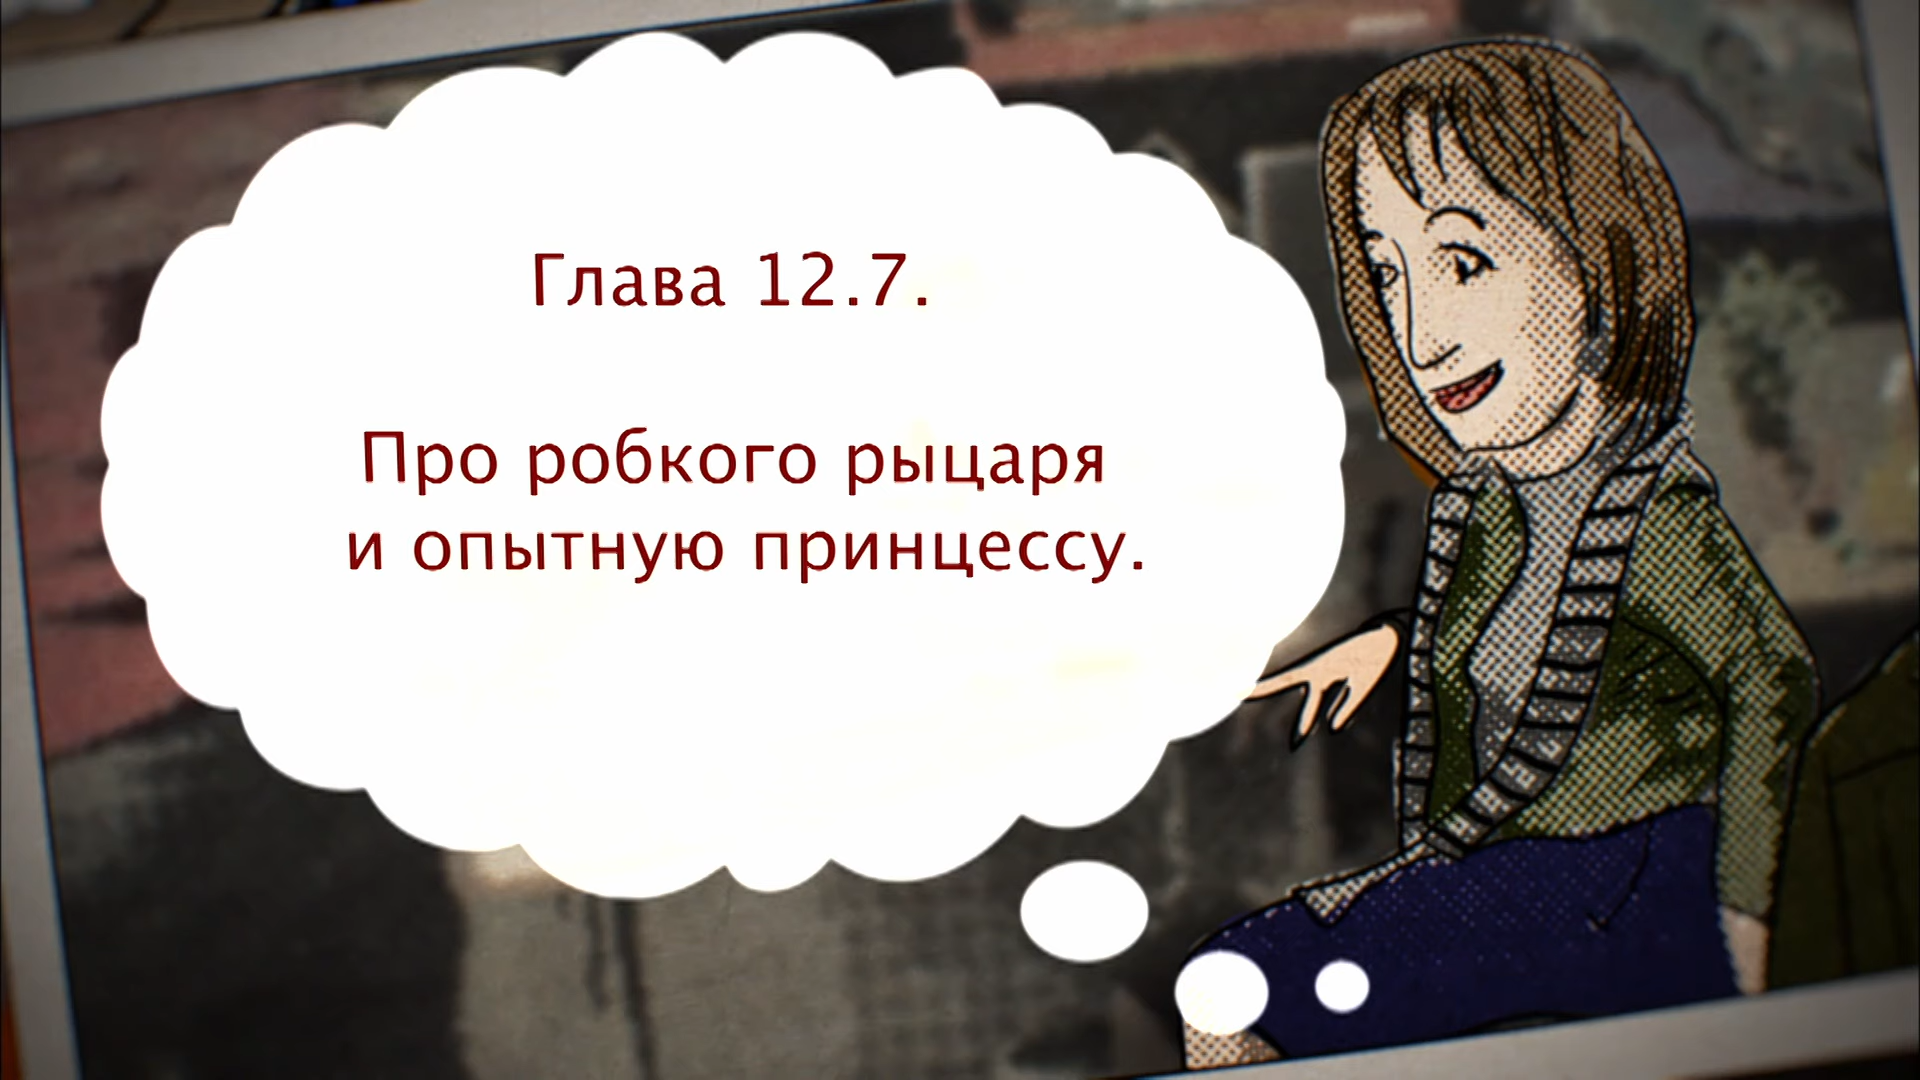 Глава 12.7.
Про робкого рыцаря
и опытную принцессу.